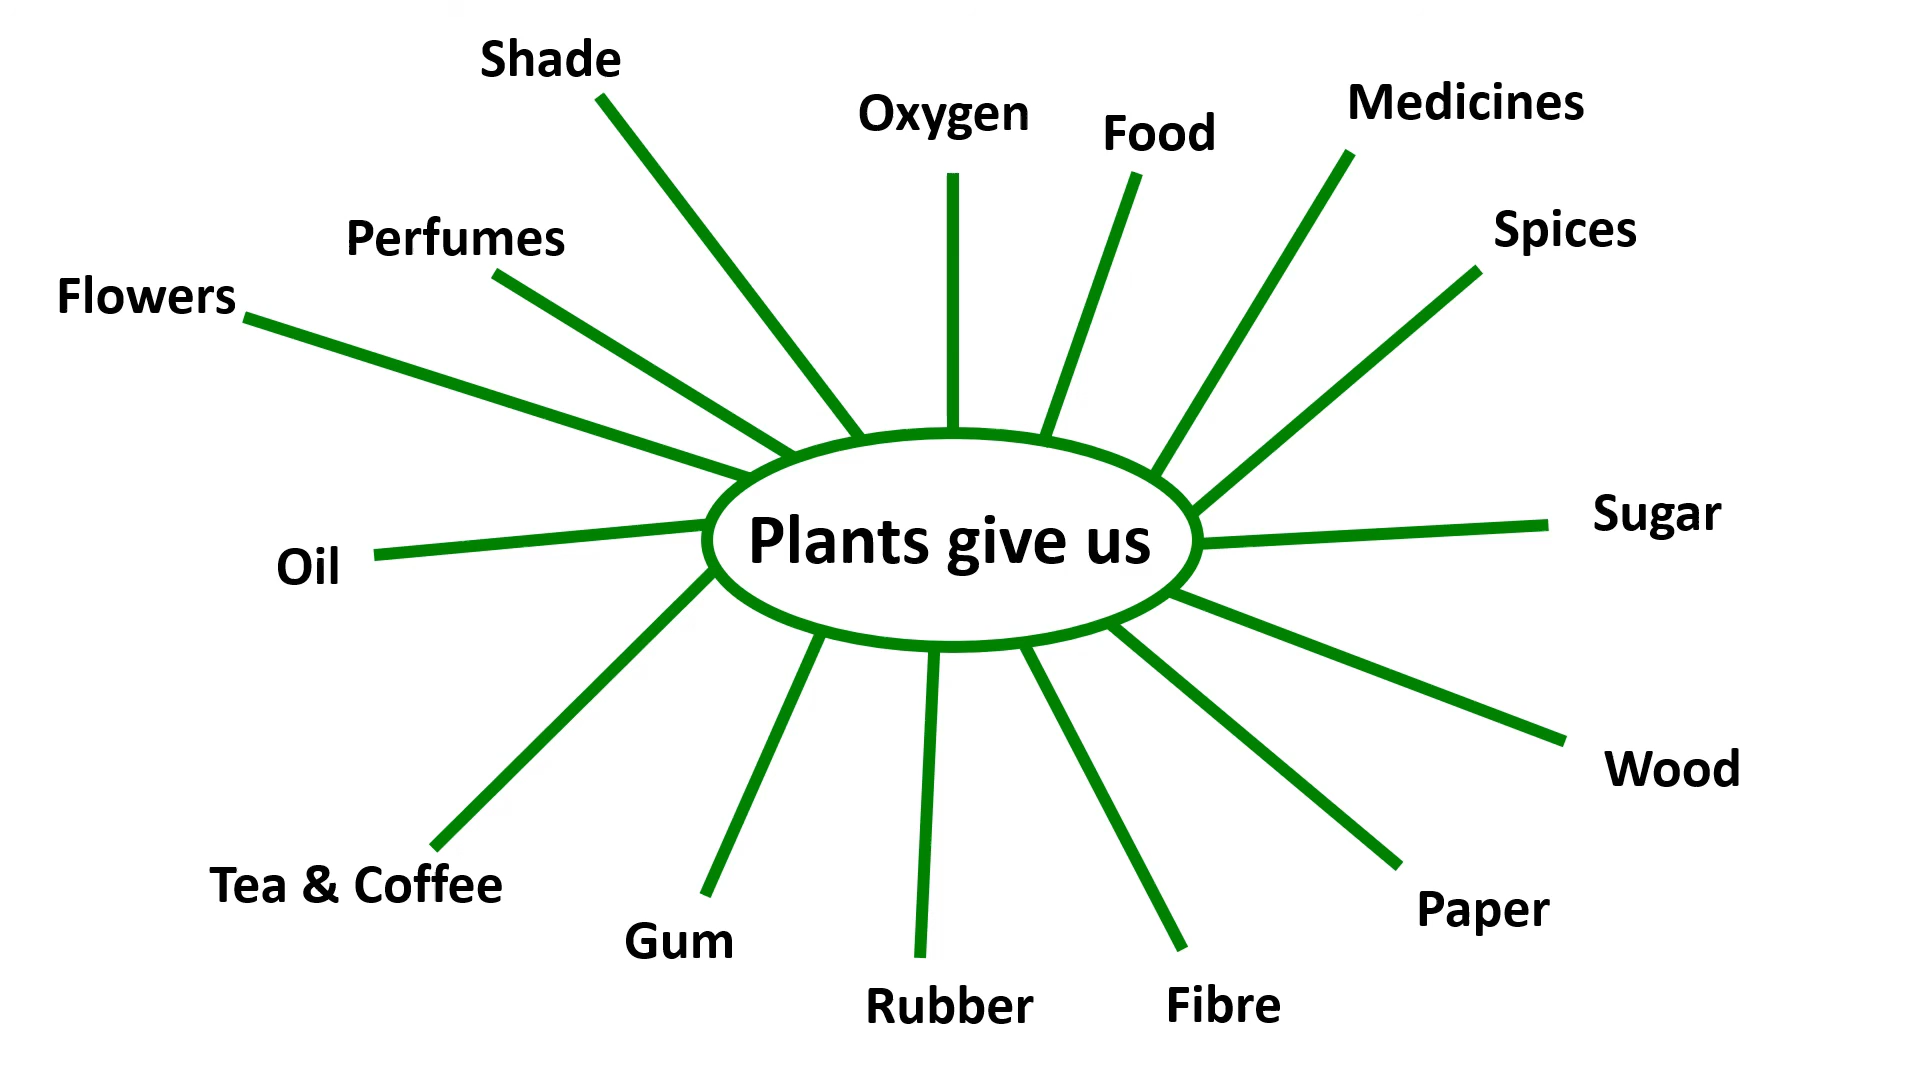 Shade
Oxygen
Food
Medicines
Spices
Perfumes
Flowers
Plants give us
Sugar
Oil
Wood
Tea & Coffee
Paper
Gum
Rubber
Fibre